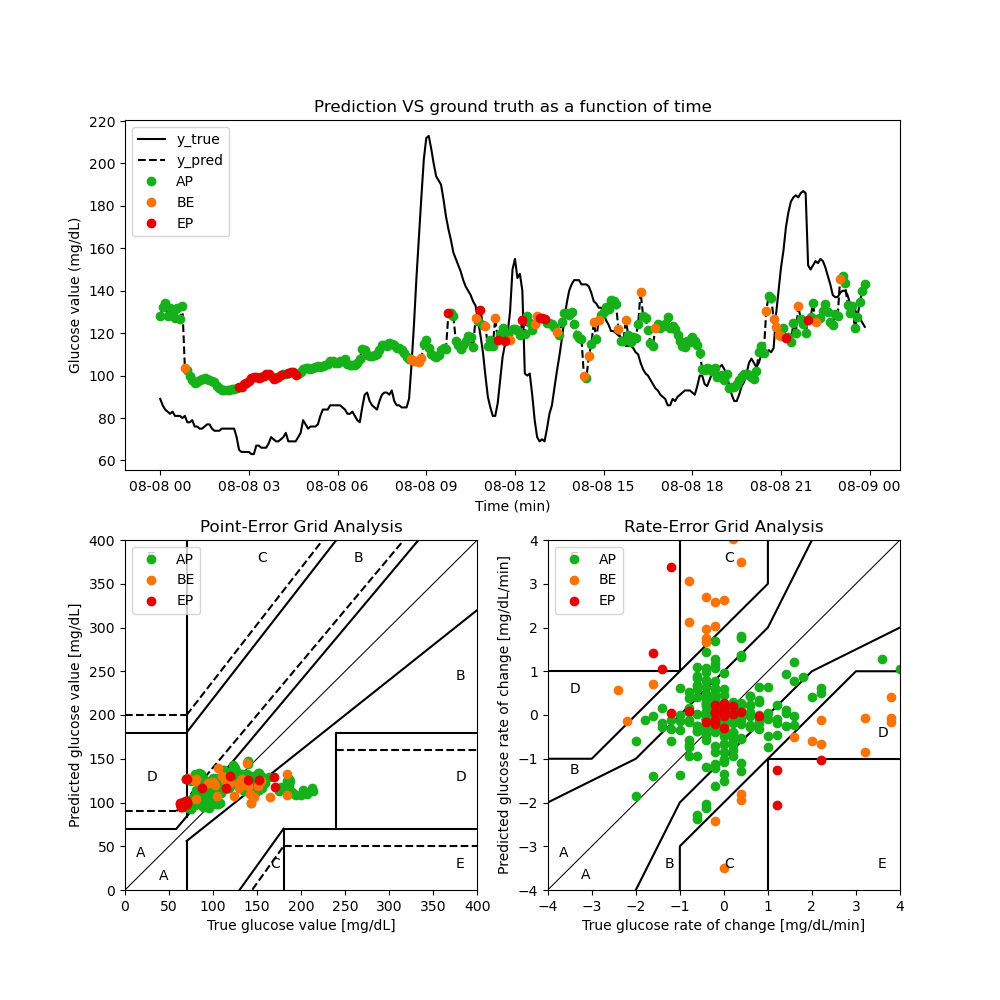 Prediction VS ground truth as a function of time
220
200
180
160
140
120
100
80
60
Glucose value (mg/dL)
y_true
y_pred
AP
BE
EP
08-08 00 08-08 03 08-08 06 08-08 09 08-08 12 08-08 15 08-08 18 08-08 21 08-09 00
Time (min)
Point-Error Grid Analysis
400
350
300
250
200
150
100
50
0
Predicted glucose value [mg/dL]
AP
BE
EP
C
B
B
D
D
A
A
C
E
0 50 100 150 200 250 300 350 400
True glucose value [mg/dL]
Rate-Error Grid Analysis
4
3
2
1
0
−1
−2
−3
−4
Predicted glucose rate of change [mg/dL/min]
AP
BE
EP
C
D
D
B
A
A
B
C
E
−4 −3 −2 −1 0 1 2 3 4
True glucose rate of change [mg/dL/min]